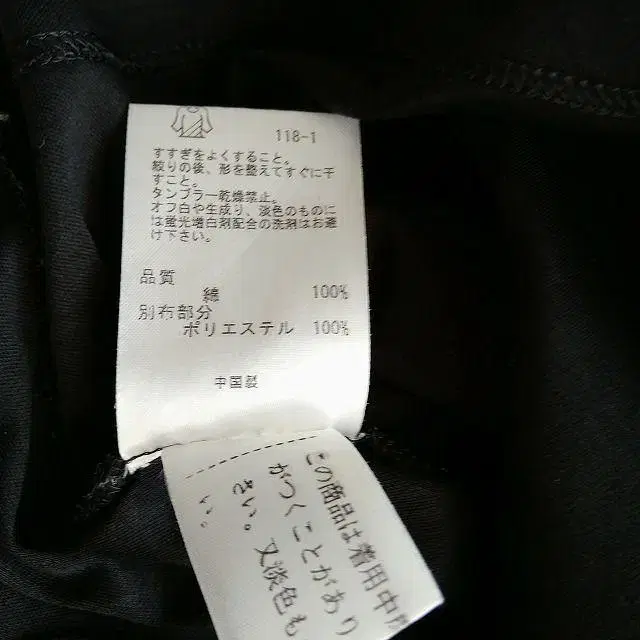 118-1
すすぎをよくすること。
絞りの後、形を整えてすぐに干
すこと。
タンブラー乾燥禁止。
オフ白や生成り、淡色のものに
は蛍光増白剤配合の洗剤はお避
け下さい。
品質
綿 100%
別布部分
ポリエステル 100%
中国製
この商品は着用中
がつくことがあり
さい。又淡色も
い。